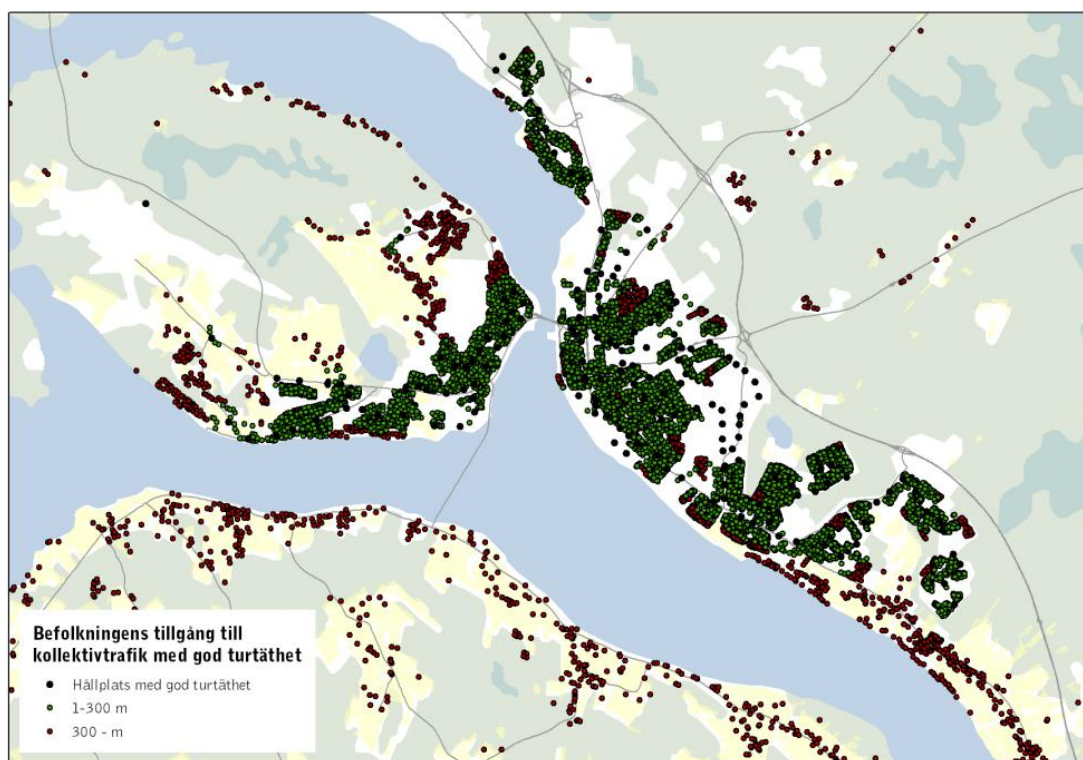 Befolkningens tillgång till
kollektivtrafik med god turtäthet
Hållplats med god turtäthet
1-300 m
300 - m